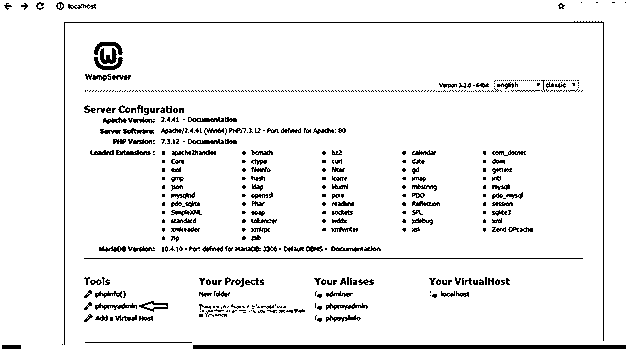 localhost
WampServer
Version 3.2.0 - 64bit english classic
Server Configuration
Apache Version: 2.4.41 - Documentation
Server Software: Apache/2.4.41 (Win64) PHP/7.3.12 - Port defined for Apache: 80
PHP Version: 7.3.12 - Documentation
Loaded Extensions : apache2handler bcmath bz2 calendar com_dotnet
Core ctype curl date dom
exif fileinfo filter gd gettext
gmp hash iconv imap intl
json ldap libxml mbstring mysqli
mysqlnd openssl pcre PDO pdo_mysql
pdo_sqlite Phar readline Reflection session
SimpleXML soap sockets SPL sqlite3
standard tokenizer wddx xdebug xml
xmlreader xmlrpc xmlwriter xsl Zend OPcache
zip zlib
MariaDB Version: 10.4.10 - Port defined for MariaDB: 3306 - Default DBMS - Documentation
Tools Your Projects Your Aliases Your VirtualHost
phpinfo() New folder adminer localhost
phpmyadmin phpmyadmin
Add a Virtual Host phpsysinfo